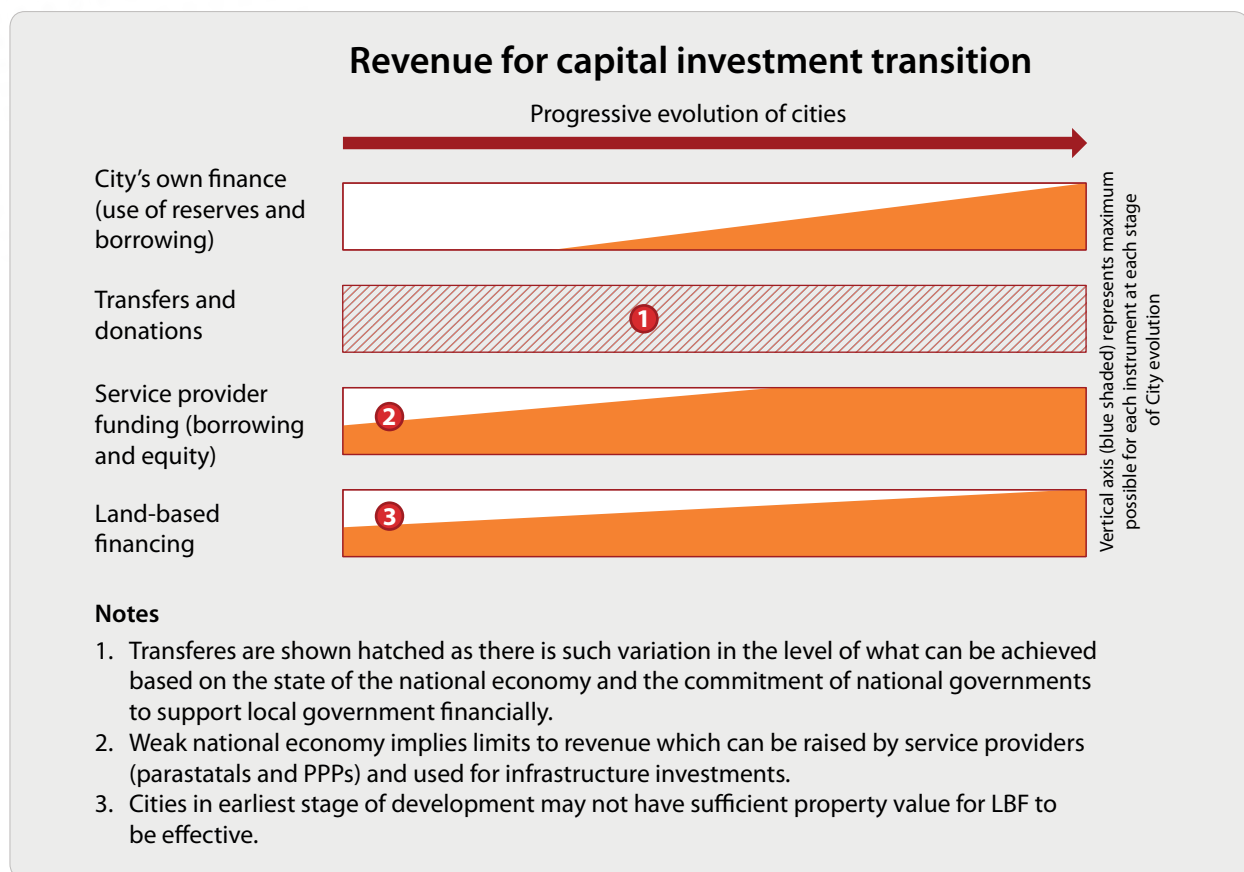 Revenue for capital investment transition
Progressive evolution of cities
City's own finance
(use of reserves and
borrowing)
Transfers and
donations
1
Service provider
funding (borrowing
and equity)
2
Land-based
financing
3
Vertical axis (blue shaded) represents maximum
possible for each instrument at each stage
of City evolution
Notes
1. Transferes are shown hatched as there is such variation in the level of what can be achieved
based on the state of the national economy and the commitment of national governments
to support local government financially.
2. Weak national economy implies limits to revenue which can be raised by service providers
(parastatals and PPPs) and used for infrastructure investments.
3. Cities in earliest stage of development may not have sufficient property value for LBF to
be effective.